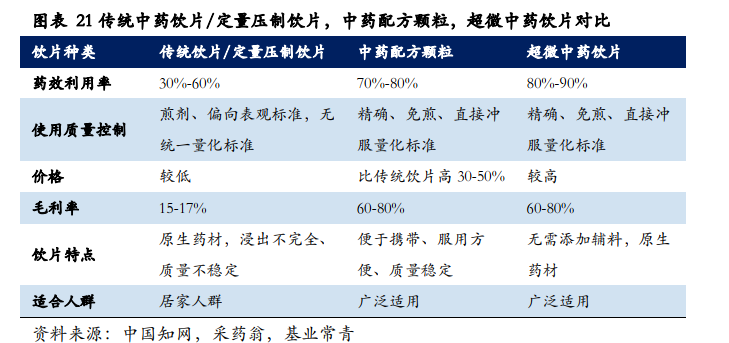 图表 21 传统中药饮片/定量压制饮片，中药配方颗粒，超微中药饮片对比
饮片种类 传统饮片/定量压制饮片 中药配方颗粒 超微中药饮片
药效利用率 30%-60% 70%-80% 80%-90%
使用质量控制 煎剂、偏向表观标准，无统一量化标准 精确、免煎、直接冲服量化标准 精确、免煎、直接冲服量化标准
价格 较低 比传统饮片高 30-50% 较高
毛利率 15-17% 60-80% 60-80%
饮片特点 原生药材，浸出不完全、质量不稳定 便于携带、服用方便、质量稳定 无需添加辅料，原生药材
适合人群 居家人群 广泛适用 广泛适用
资料来源：中国知网，采药翁，基业常青